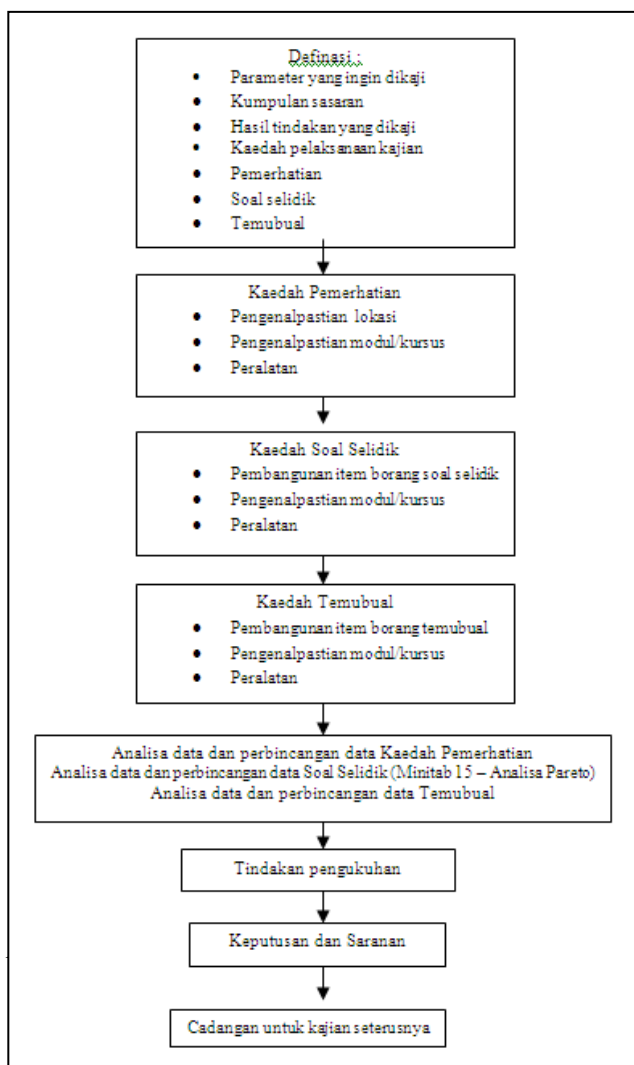 Definasi :
● Parameter yang ingin dikaji
● Kumpulan sasaran
● Hasil tindakan yang dikaji
● Kaedah pelaksanaan kajian
● Pemerhatian
● Soal selidik
● Temubual
Kaedah Pemerhatian
● Pengenalpastian lokasi
● Pengenalpastian modul/kursus
● Peralatan
Kaedah Soal Selidik
● Pembangunan item borang soal selidik
● Pengenalpastian modul/kursus
● Peralatan
Kaedah Temubual
● Pembangunan item borang temubual
● Pengenalpastian modul/kursus
● Peralatan
Analisa data dan perbincangan data Kaedah Pemerhatian
Analisa data dan perbincangan data Soal Selidik (Minitab 15 – Analisa Pareto)
Analisa data dan perbincangan data Temubual
Tindakan pengukuhan
Keputusan dan Saranan
Cadangan untuk kajian seterusnya